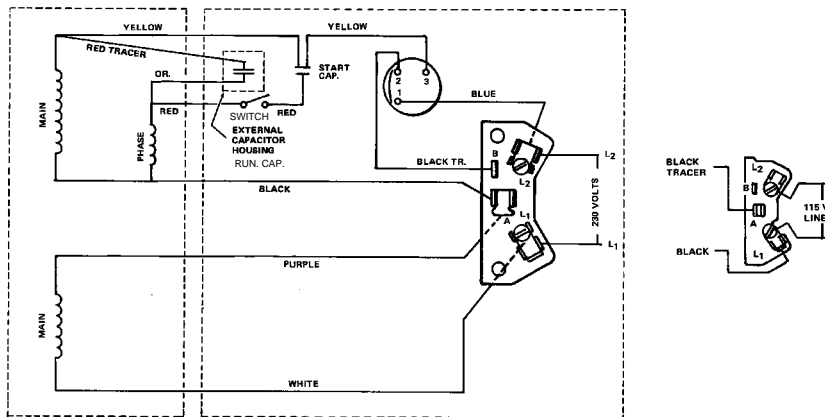 YELLOW
YELLOW
RED TRACER
START
CAP.
OR.
2
3
1
BLUE
RED
RED
SWITCH
EXTERNAL
CAPACITOR
HOUSING
RUN. CAP.
MAIN
PHASE
B
BLACK TR.
L2
L2
230 VOLTS
BLACK
A
L1
L1
PURPLE
MAIN
WHITE
BLACK
TRACER
L2
B
A
115 V
LINE
BLACK
L1